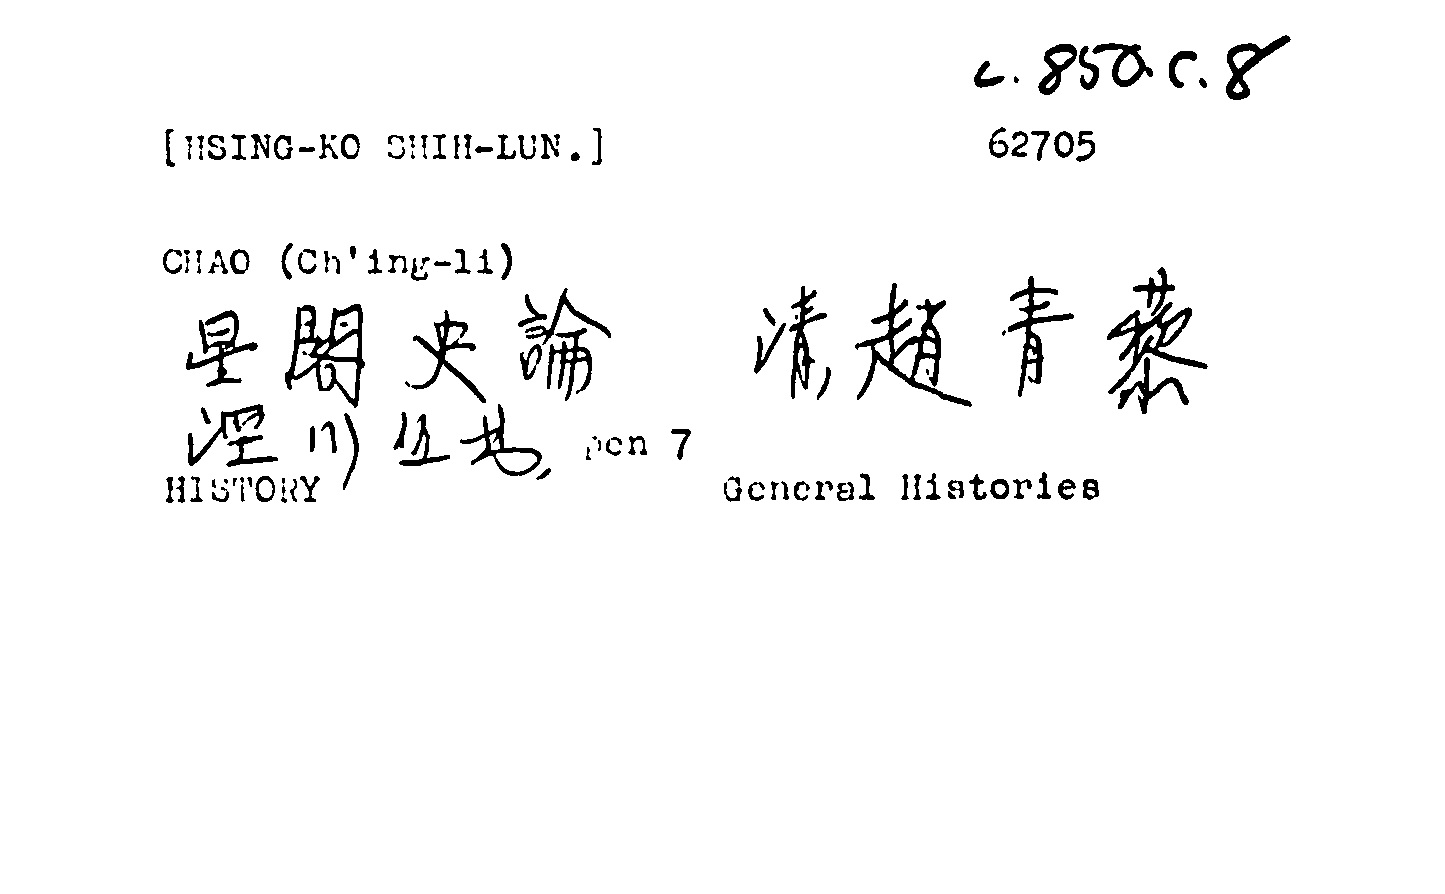 c. 850. c. 8
[HSING-KO SHIH-LUN.] 62705
CHAO (Ch'ing-li)
星閣史論 清趙青藜
涇川叢書, pen 7
HISTORY General Histories